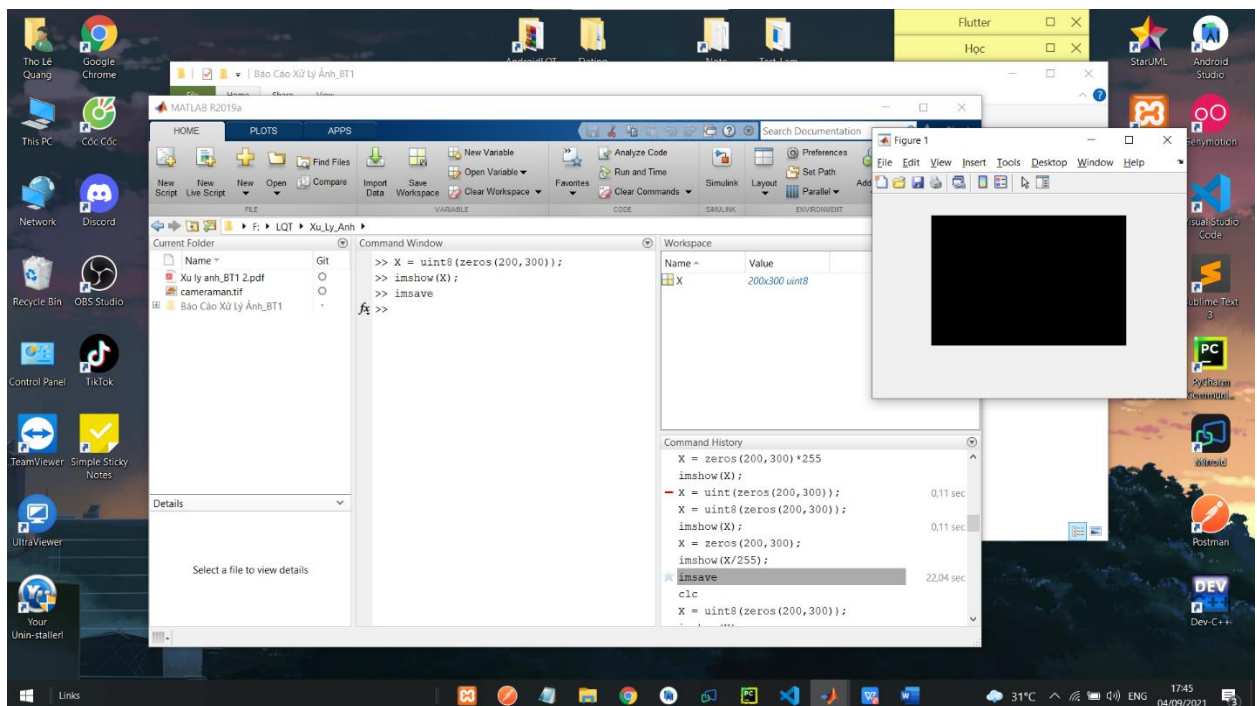 Tho Lê
Quang
Google
Chrome
Flutter
Học
StarUML
Android
Studio
Báo Cáo Xử Lý Ảnh_BT1
This PC
Cốc Cốc
MATLAB R2019a
HOME PLOTS APPS
Search Documentation
New
Script
New
Live Script
New
Open
Find Files
Compare
Import
Data
Save
Workspace
New Variable
Open Variable
Clear Workspace
Favorites
Analyze Code
Run and Time
Clear Commands
Simulink
Layout
Preferences
Set Path
Parallel
Add
FILE VARIABLE CODE SIMULINK ENVIRONMENT
F: LQT Xu_Ly_Anh
Current Folder
Name Git
Xu ly anh_BT1 2.pdf
cameraman.tif
Báo Cáo Xử Lý Ảnh_BT1
Details
Select a file to view details
Command Window
>> X = uint8(zeros(200,300));
>> imshow(X);
>> imsave
fx >>
Workspace
Name Value
X 200x300 uint8
Command History
X = zeros(200,300)*255
imshow(X);
X = uint(zeros(200,300)); 0,11 sec
X = uint8(zeros(200,300));
imshow(X); 0,11 sec
X = zeros(200,300);
imshow(X/255);
imsave 22,04 sec
clc
X = uint8(zeros(200,300));
Figure 1
File Edit View Insert Tools Desktop Window Help
Network
Discord
Recycle Bin
OBS Studio
Control Panel
TikTok
TeamViewer
Simple Sticky
Notes
UltraViewer
Your
Unin-staller!
Code
PC
Postman
DEV
Dev-C++
Links
PC
31°C
ENG
17:45
04/09/2021
3